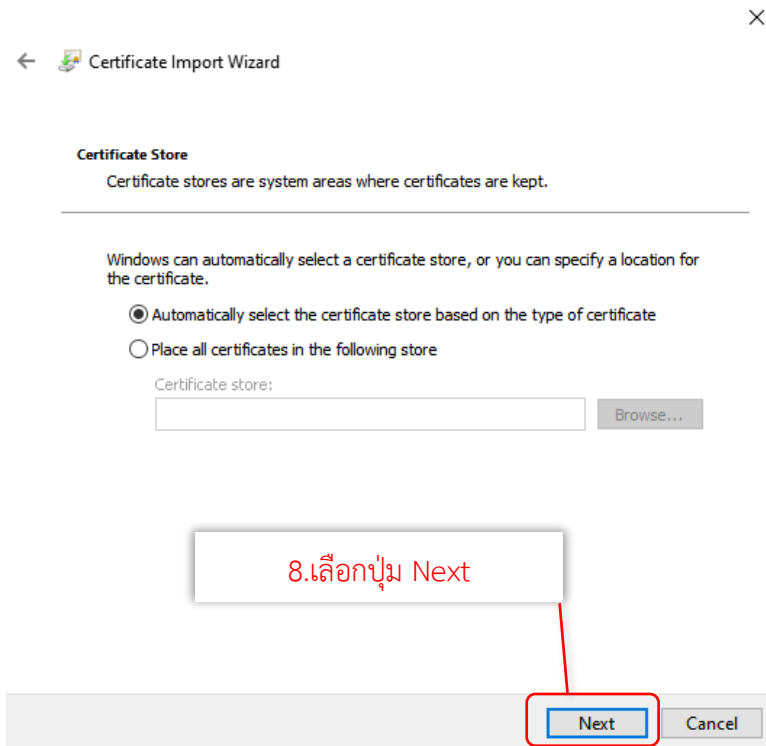 Certificate Import Wizard
Certificate Store
Certificate stores are system areas where certificates are kept.
Windows can automatically select a certificate store, or you can specify a location for
the certificate.
Automatically select the certificate store based on the type of certificate
Place all certificates in the following store
Certificate store:
Browse...
8.เลือกปุ่ม Next
Next
Cancel